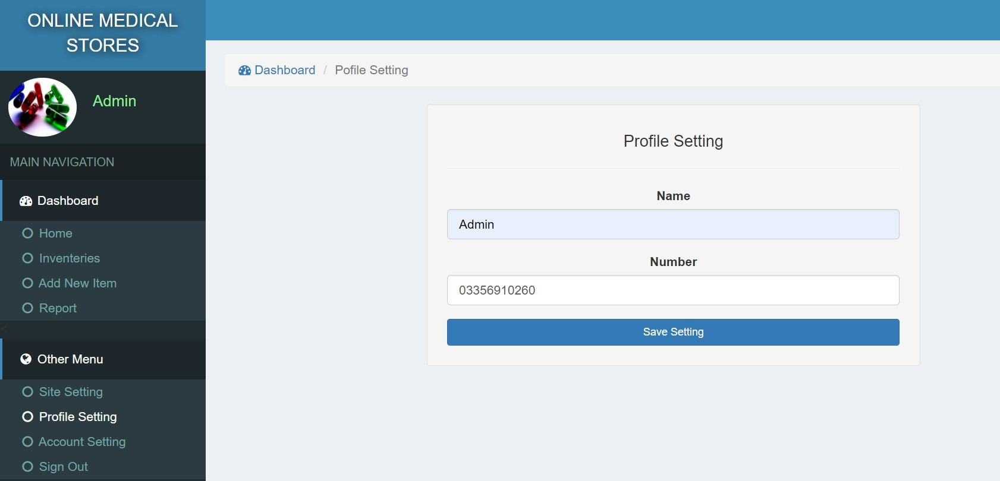 ONLINE MEDICAL
STORES
Admin
MAIN NAVIGATION
Dashboard
Home
Inventeries
Add New Item
Report
<
Other Menu
Site Setting
Profile Setting
Account Setting
Sign Out
Dashboard / Pofile Setting
Profile Setting
Name
Admin
Number
03356910260
Save Setting